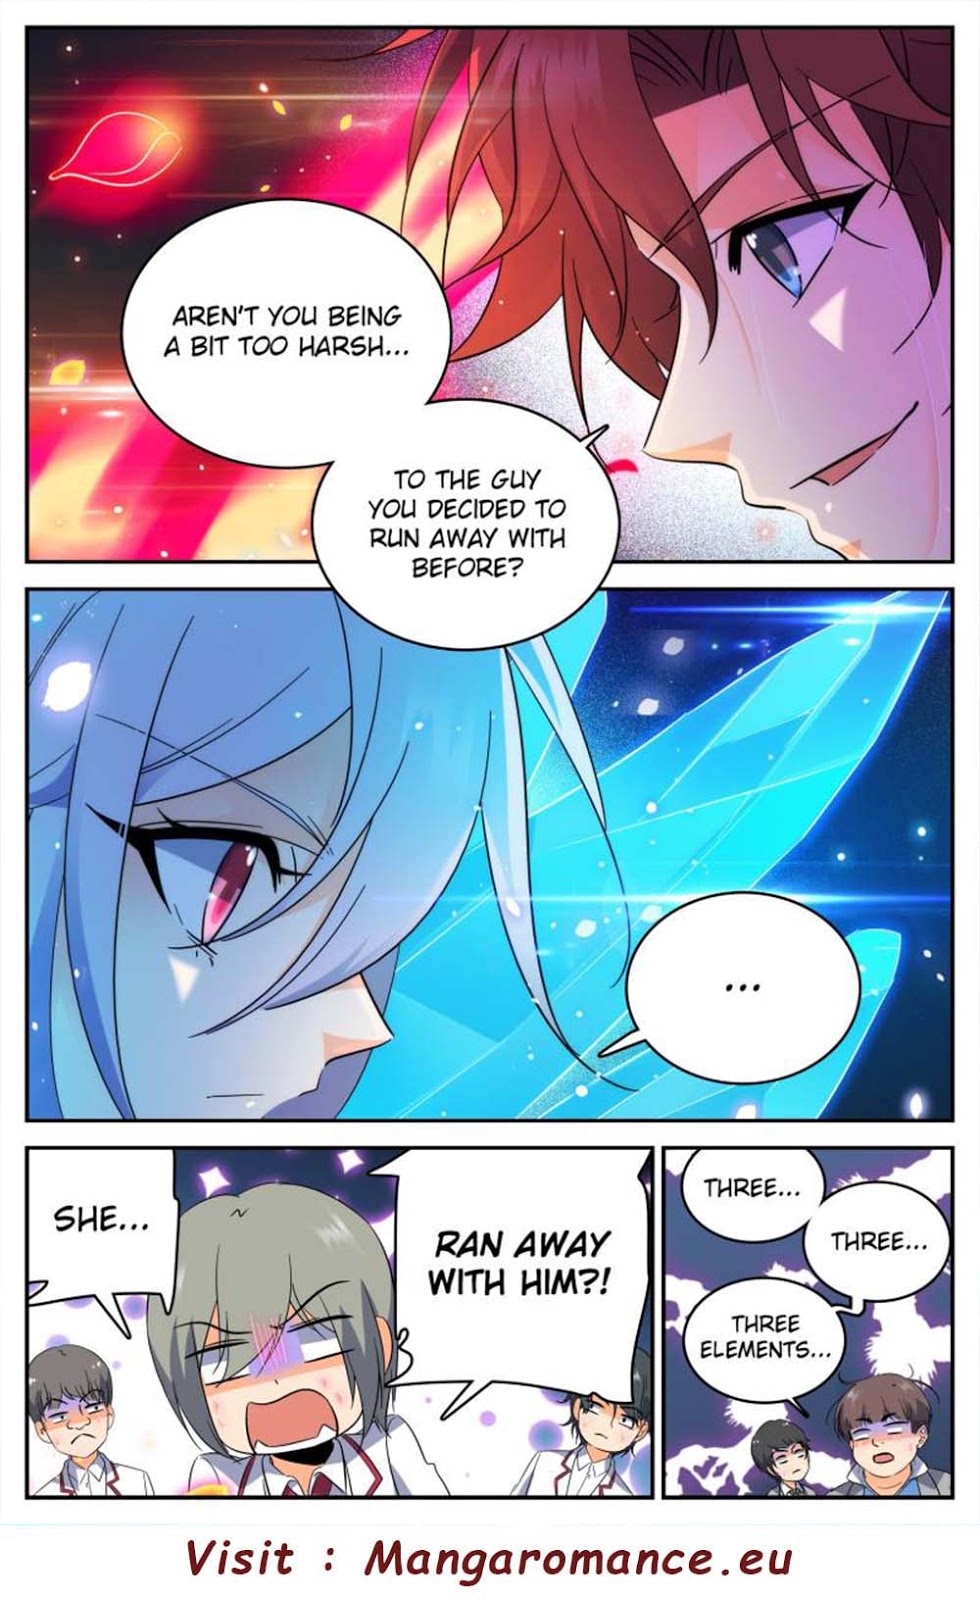 AREN'T YOU BEING
A BIT TOO HARSH...
TO THE GUY
YOU DECIDED TO
RUN AWAY WITH
BEFORE?
...
SHE...
RAN AWAY
WITH HIM?!
THREE...
THREE...
THREE
ELEMENTS...
Visit : Mangaromance.eu